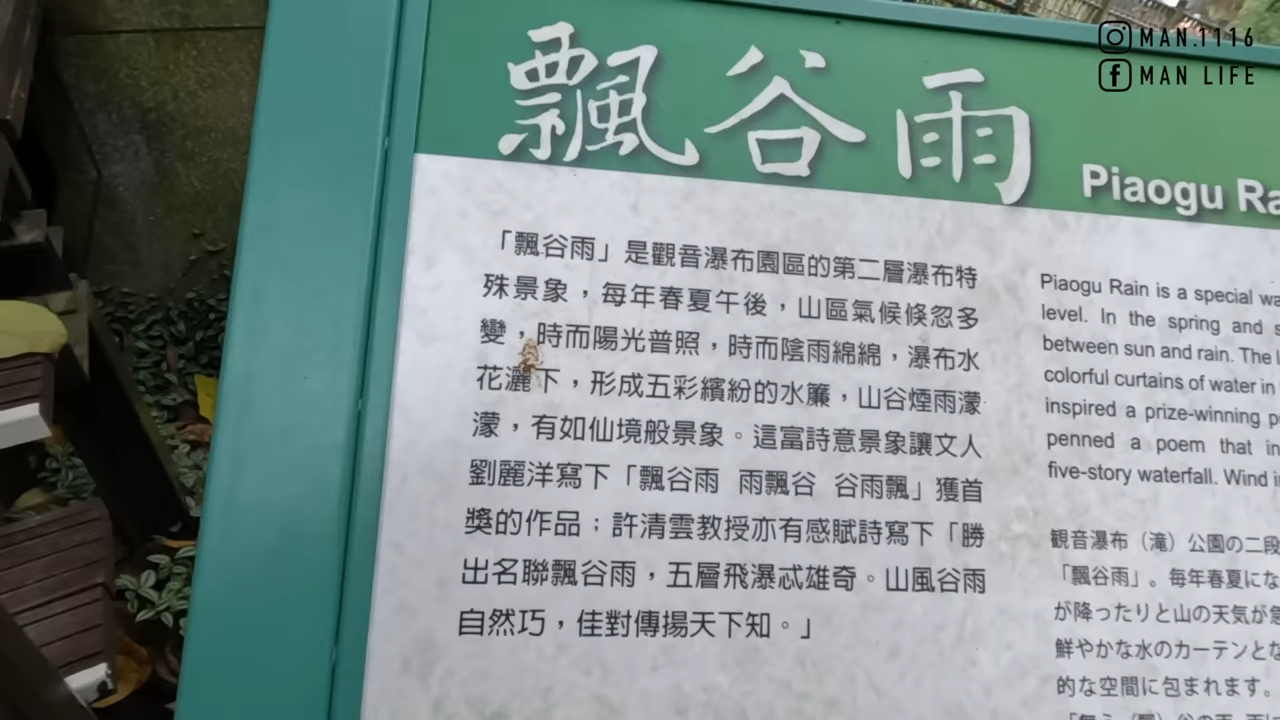 MAN.1116
MAN LIFE
飄谷雨
Piaogu Ra
「飄谷雨」是觀音瀑布園區的第二層瀑布特
殊景象，每年春夏午後，山區氣候倏忽多
變，時而陽光普照，時而陰雨綿綿，瀑布水
花灑下，形成五彩繽紛的水簾，山谷煙雨濛
濛，有如仙境般景象。這富詩意景象讓文人
劉麗洋寫下「飄谷雨 雨飄谷 谷雨飄」獲首
獎的作品；許清雲教授亦有感賦詩寫下「勝
出名聯飄谷雨，五層飛瀑忒雄奇。山風谷雨
自然巧，佳對傳揚天下知。」
Piaogu Rain is a special wa
level. In the spring and s
between sun and rain. The
colorful curtains of water in
inspired a prize-winning p
penned a poem that in
five-story waterfall. Wind i
観音瀑布（滝）公園の二段
「飄谷雨」。毎年春夏にな
が降ったりと山の天気が急
鮮やかな水のカーテンとな
的な空間に包まれます。